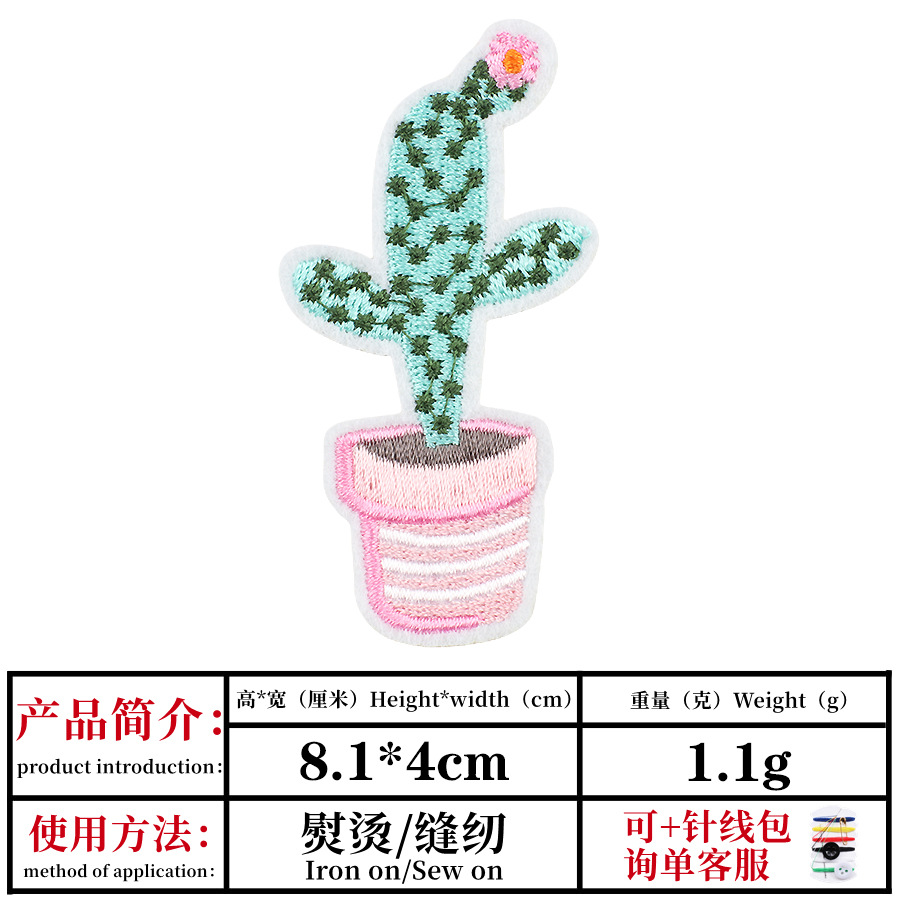 产品简介：
product introduction:
高*宽（厘米）Height*width（cm）
重量（克）Weight（g）
8.1*4cm
1.1g
使用方法：
method of application:
熨烫/缝纫
Iron on/Sew on
可+针线包
询单客服